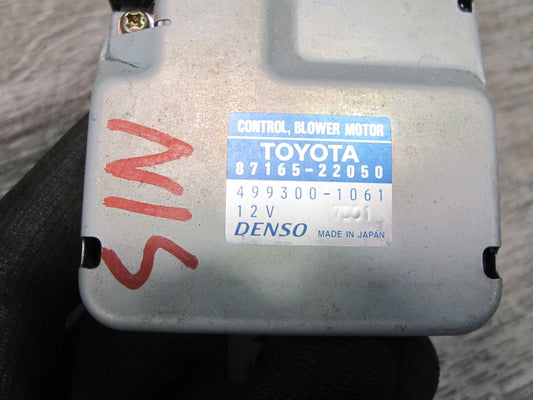 CONTROL, BLOWER MOTOR
TOYOTA
87165-22050
499300-1061
12V
DENSO MADE IN JAPAN